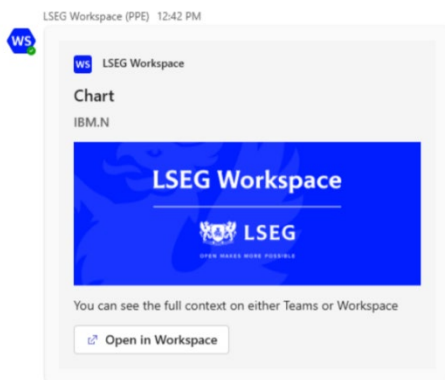 LSEG Workspace (PPE) 12:42 PM
WS
WS LSEG Workspace
Chart
IBM.N
LSEG Workspace
LSEG
OPEN MAKES MORE POSSIBLE
You can see the full context on either Teams or Workspace
Open in Workspace